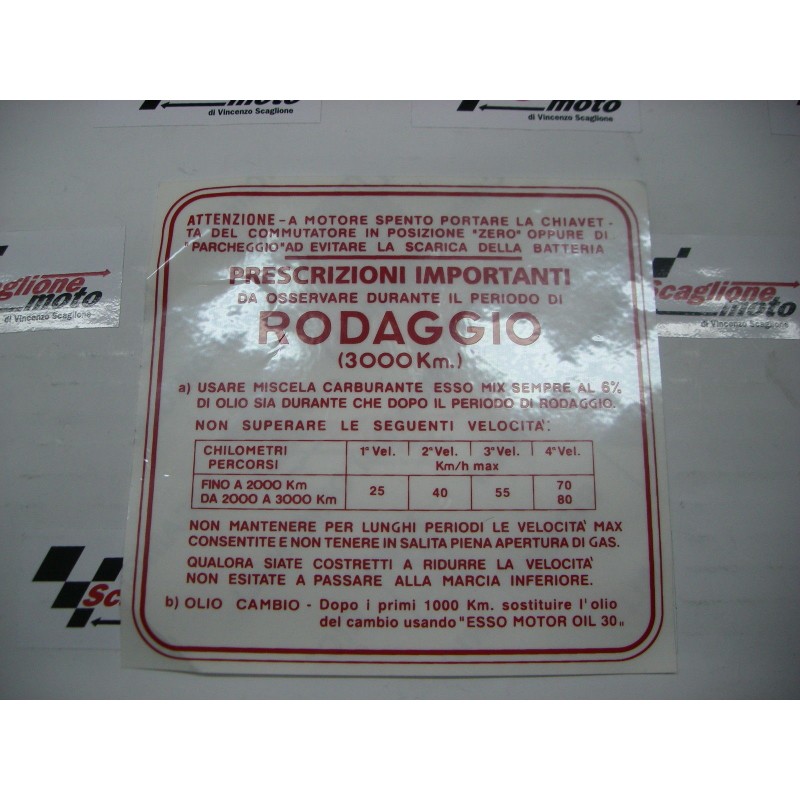 moto
di Vincenzo Scaglione
moto
di Vincenzo Scaglione
ATTENZIONE - A MOTORE SPENTO PORTARE LA CHIAVET-
TA DEL COMMUTATORE IN POSIZIONE "ZERO" OPPURE DI
"PARCHEGGIO" AD EVITARE LA SCARICA DELLA BATTERIA
PRESCRIZIONI IMPORTANTI
DA OSSERVARE DURANTE IL PERIODO DI
RODAGGIO
(3000 Km.)
a) USARE MISCELA CARBURANTE ESSO MIX SEMPRE AL 6%
DI OLIO SIA DURANTE CHE DOPO IL PERIODO DI RODAGGIO.
NON SUPERARE LE SEGUENTI VELOCITA':
CHILOMETRI PERCORSI 1ª Vel. 2ª Vel. 3ª Vel. 4ª Vel.
Km/h max
FINO A 2000 Km 25 40 55 70
DA 2000 A 3000 Km 80
NON MANTENERE PER LUNGHI PERIODI LE VELOCITA' MAX
CONSENTITE E NON TENERE IN SALITA PIENA APERTURA DI GAS.
QUALORA SIATE COSTRETTI A RIDURRE LA VELOCITA'
NON ESITATE A PASSARE ALLA MARCIA INFERIORE.
b) OLIO CAMBIO - Dopo i primi 1000 Km. sostituire l'olio
del cambio usando "ESSO MOTOR OIL 30„
Scaglione
moto
di Vincenzo Scaglione
Scaglione
moto
di Vincenzo Scaglione